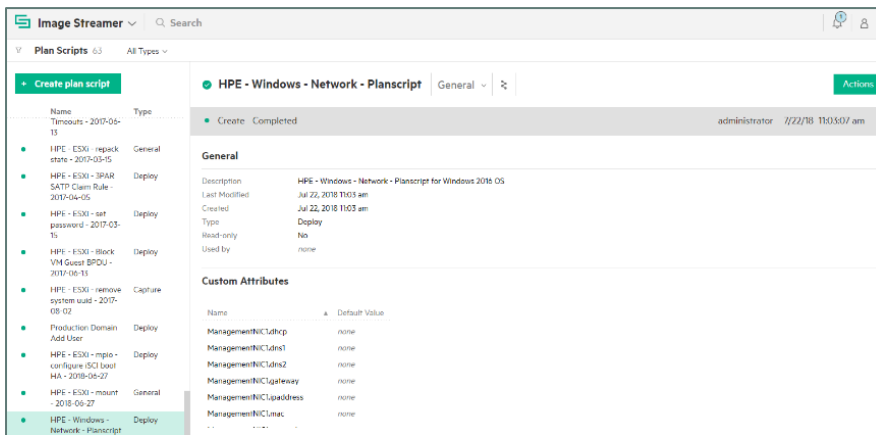 Image Streamer
Search
1
Plan Scripts 63 All Types
+ Create plan script
Name Type
Timeouts - 2017-06-
13
HPE - ESXi - repack General
state - 2017-03-15
HPE - ESXi - 3PAR Deploy
SATP Claim Rule -
2017-04-05
HPE - ESXi - set Deploy
password - 2017-03-
15
HPE - ESXi - Block Deploy
VM Guest BPDU -
2017-06-13
HPE - ESXi - remove Capture
system uuid - 2017-
08-02
Production Domain Deploy
Add User
HPE - ESXi - mpio - Deploy
configure iSCI boot
HA - 2018-06-27
HPE - ESXi - mount General
- 2018-06-27
HPE - Windows - Deploy
Network - Planscript
HPE - Windows - Network - Planscript General
Actions
Create Completed administrator 7/22/18 11:03:07 am
General
Description HPE - Windows - Network - Planscript for Windows 2016 OS
Last Modified Jul 22, 2018 11:03 am
Created Jul 22, 2018 11:03 am
Type Deploy
Read-only No
Used by none
Custom Attributes
Name Default Value
ManagementNIC1.dhcp none
ManagementNIC1.dns1 none
ManagementNIC1.dns2 none
ManagementNIC1.gateway none
ManagementNIC1.ipaddress none
ManagementNIC1.mac none